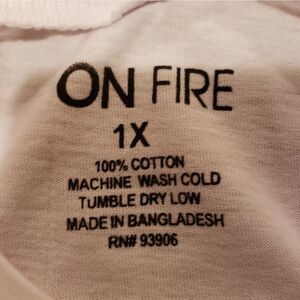 ON FIRE
1X
100% COTTON
MACHINE WASH COLD
TUMBLE DRY LOW
MADE IN BANGLADESH
RN# 93906